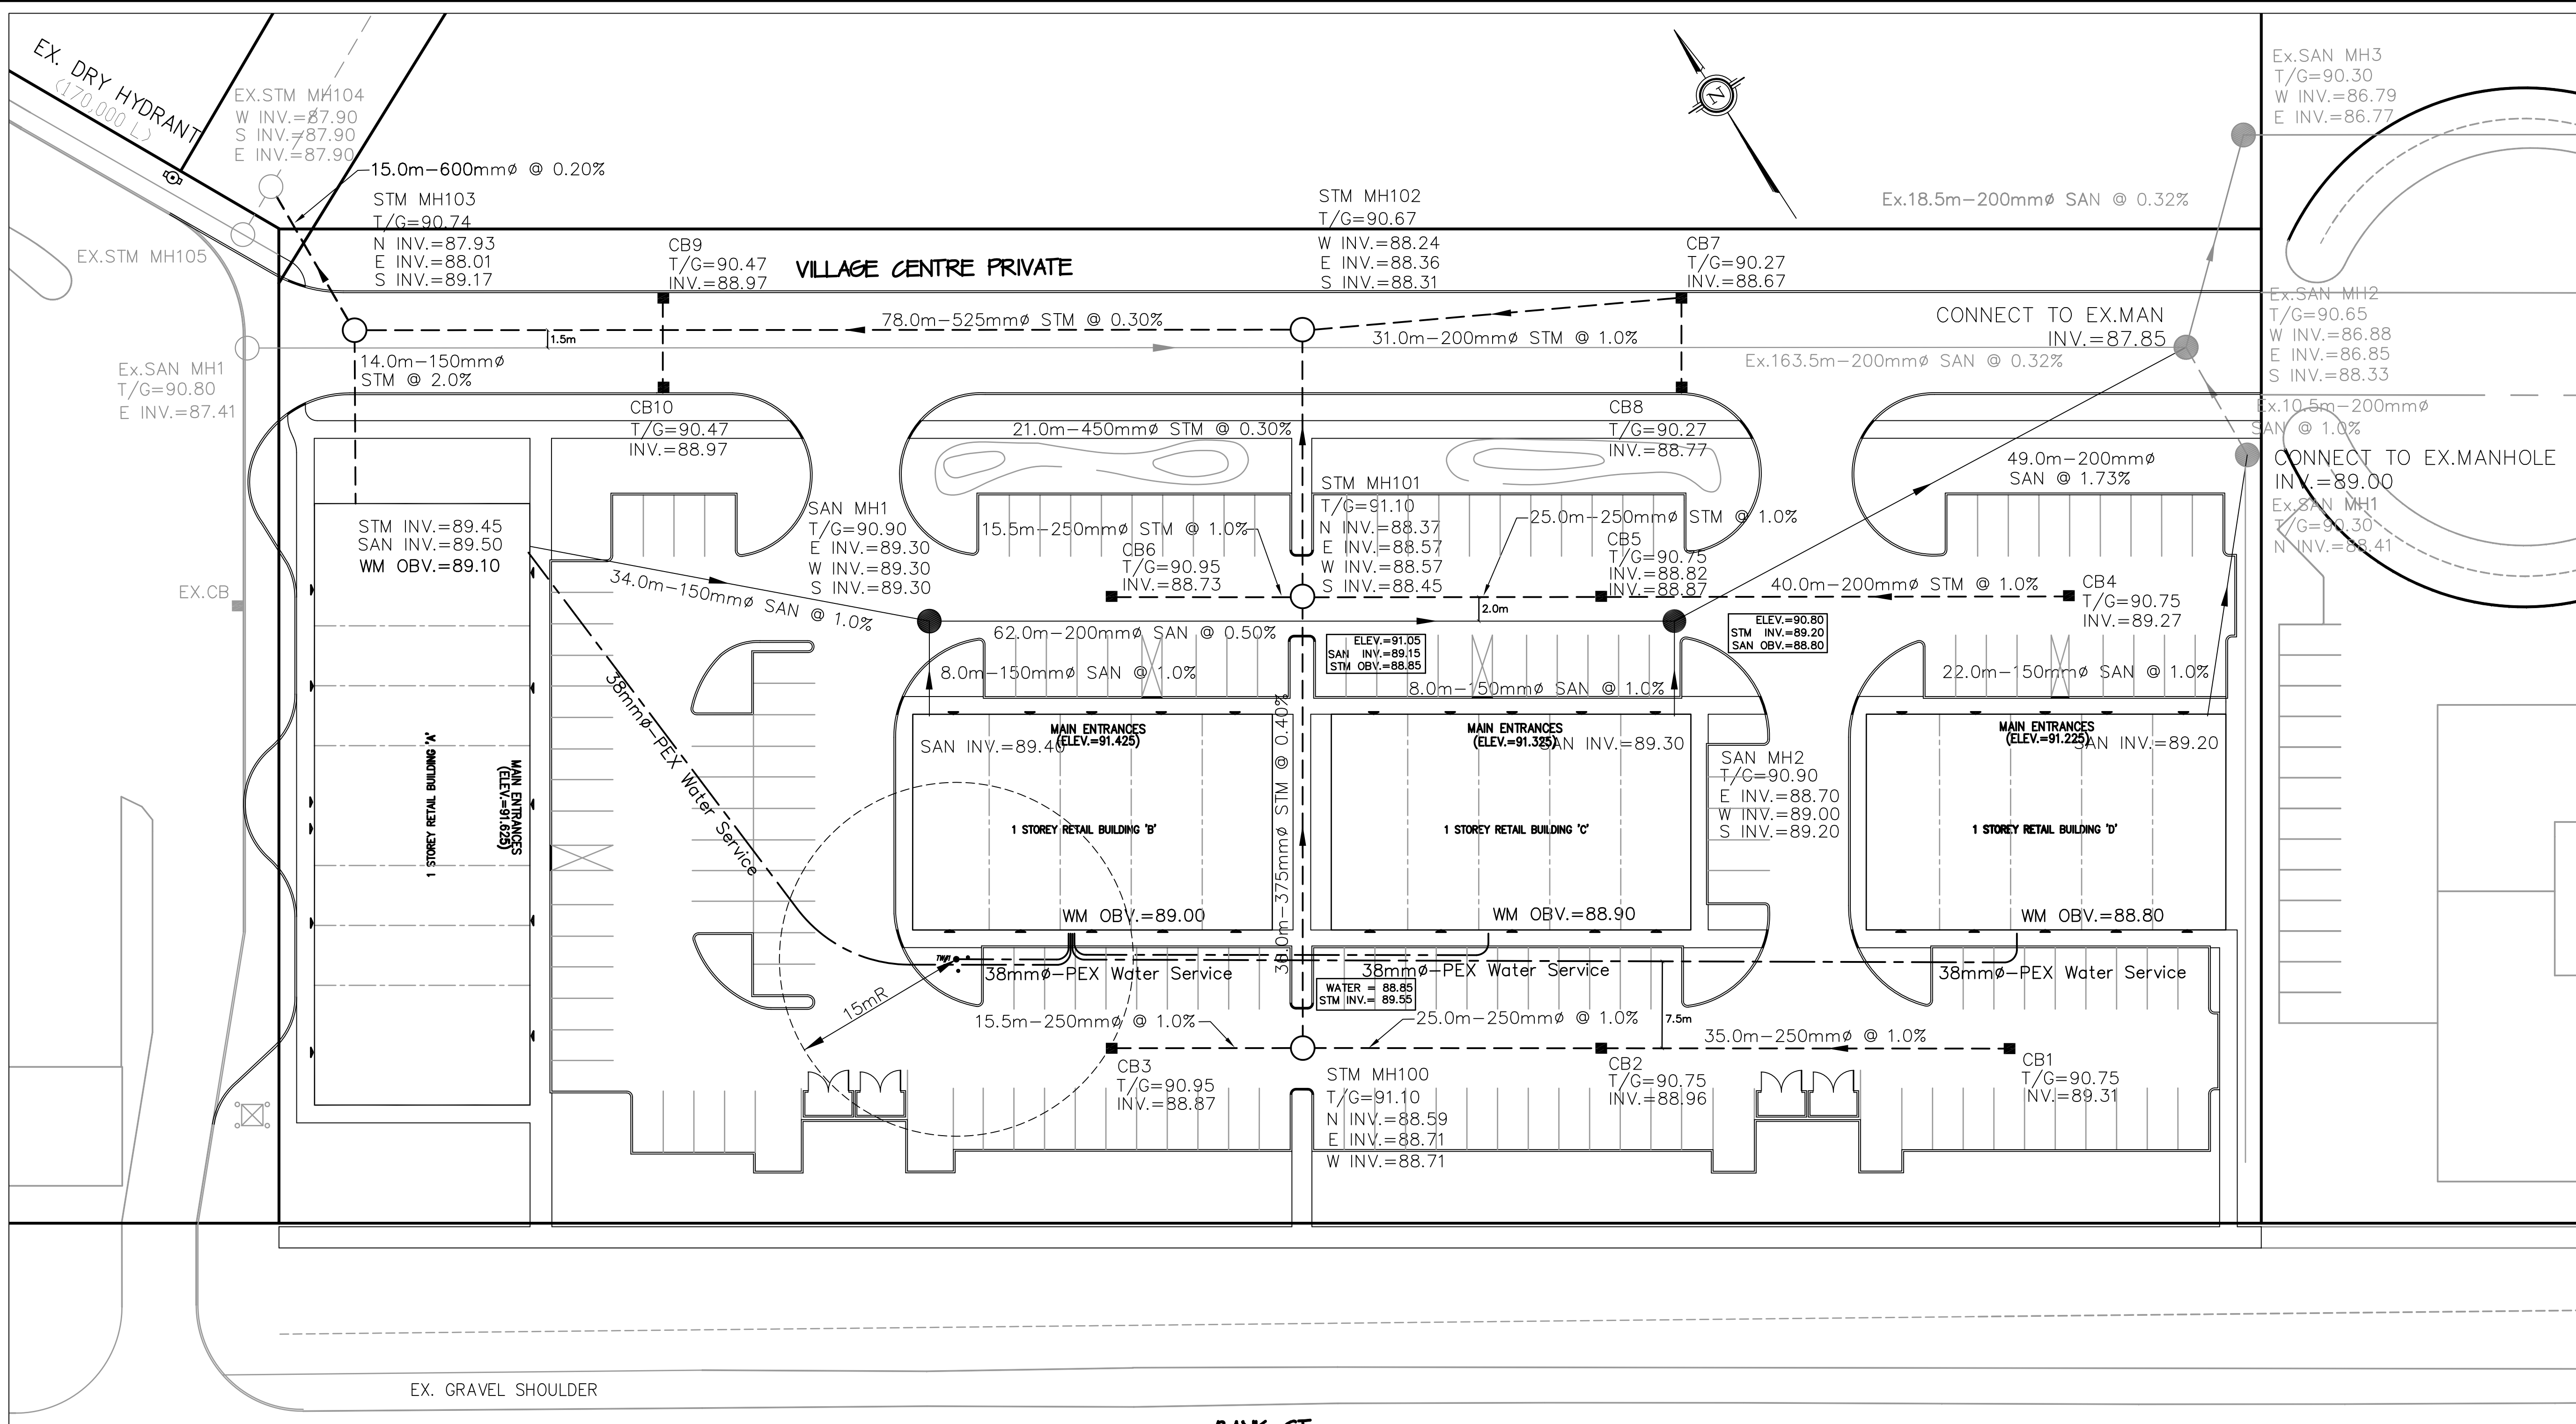 EX. DRY HYDRANT
(170,000 L)
EX.STM MH104
W INV.=87.90
S INV.=87.90
E INV.=87.90
15.0m-600mmø @ 0.20%
STM MH103
T/G=90.74
N INV.=87.93
E INV.=88.01
S INV.=89.17
EX.STM MH105
CB9
T/G=90.47
INV.=88.97
VILLAGE CENTRE PRIVATE
STM MH102
T/G=90.67
W INV.=88.24
E INV.=88.36
S INV.=88.31
N
CB7
T/G=90.27
INV.=88.67
Ex.18.5m-200mmø SAN @ 0.32%
Ex.SAN MH3
T/G=90.30
W INV.=86.79
E INV.=86.77
CONNECT TO EX.MAN
INV.=87.85
Ex.SAN MH2
T/G=90.65
W INV.=86.88
E INV.=86.85
S INV.=88.33
78.0m-525mmø STM @ 0.30%
1.5m
31.0m-200mmø STM @ 1.0%
Ex.163.5m-200mmø SAN @ 0.32%
14.0m-150mmø
STM @ 2.0%
Ex.SAN MH1
T/G=90.80
E INV.=87.41
CB10
T/G=90.47
INV.=88.97
21.0m-450mmø STM @ 0.30%
CB8
T/G=90.27
INV.=88.77
Ex.10.5m-200mmø
SAN @ 1.0%
CONNECT TO EX.MANHOLE
INV.=89.00
Ex.SAN MH1
T/G=90.30
N INV.=88.41
49.0m-200mmø
SAN @ 1.73%
STM INV.=89.45
SAN INV.=89.50
WM OBV.=89.10
SAN MH1
T/G=90.90
E INV.=89.30
W INV.=89.30
S INV.=89.30
15.5m-250mmø STM @ 1.0%
CB6
T/G=90.95
INV.=88.73
STM MH101
T/G=91.10
N INV.=88.37
E INV.=88.57
W INV.=88.57
S INV.=88.45
25.0m-250mmø STM @ 1.0%
CB5
T/G=90.75
INV.=88.82
INV.=88.87
40.0m-200mmø STM @ 1.0%
CB4
T/G=90.75
INV.=89.27
EX.CB
34.0m-150mmø SAN @ 1.0%
2.0m
62.0m-200mmø SAN @ 0.50%
ELEV.=91.05
SAN INV.=89.15
STM OBV.=88.85
ELEV.=90.80
STM INV.=89.20
SAN OBV.=88.80
8.0m-150mmø SAN @ 1.0%
8.0m-150mmø SAN @ 1.0%
22.0m-150mmø SAN @ 1.0%
38mmø-PEX Water Service
MAIN ENTRANCES
(ELEV.=91.425)
SAN INV.=89.40
MAIN ENTRANCES
(ELEV.=91.325)
SAN INV.=89.30
MAIN ENTRANCES
(ELEV.=91.225)
SAN INV.=89.20
SAN MH2
T/G=90.90
E INV.=88.70
W INV.=89.00
S INV.=89.20
1 STOREY RETAIL BUILDING 'A'
MAIN ENTRANCES
(ELEV.=91.625)
1 STOREY RETAIL BUILDING 'B'
1 STOREY RETAIL BUILDING 'C'
1 STOREY RETAIL BUILDING 'D'
WM OBV.=89.00
WM OBV.=88.90
WM OBV.=88.80
TW#1
38mmø-PEX Water Service
38mmø-PEX Water Service
38mmø-PEX Water Service
15mR
WATER = 88.85
STM INV.= 89.55
15.5m-250mmø @ 1.0%
25.0m-250mmø @ 1.0%
7.5m
35.0m-250mmø @ 1.0%
CB3
T/G=90.95
INV.=88.87
STM MH100
T/G=91.10
N INV.=88.59
E INV.=88.71
W INV.=88.71
CB2
T/G=90.75
INV.=88.96
CB1
T/G=90.75
NV.=89.31
EX. GRAVEL SHOULDER